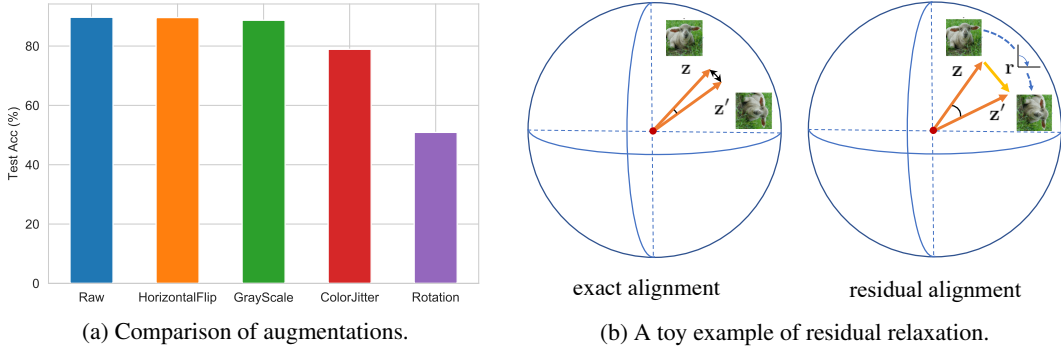 Test Acc (%)
80
60
40
20
0
Raw HorizontalFlip GrayScale ColorJitter Rotation
(a) Comparison of augmentations.
z
z′
exact alignment
z
r
z′
residual alignment
(b) A toy example of residual relaxation.